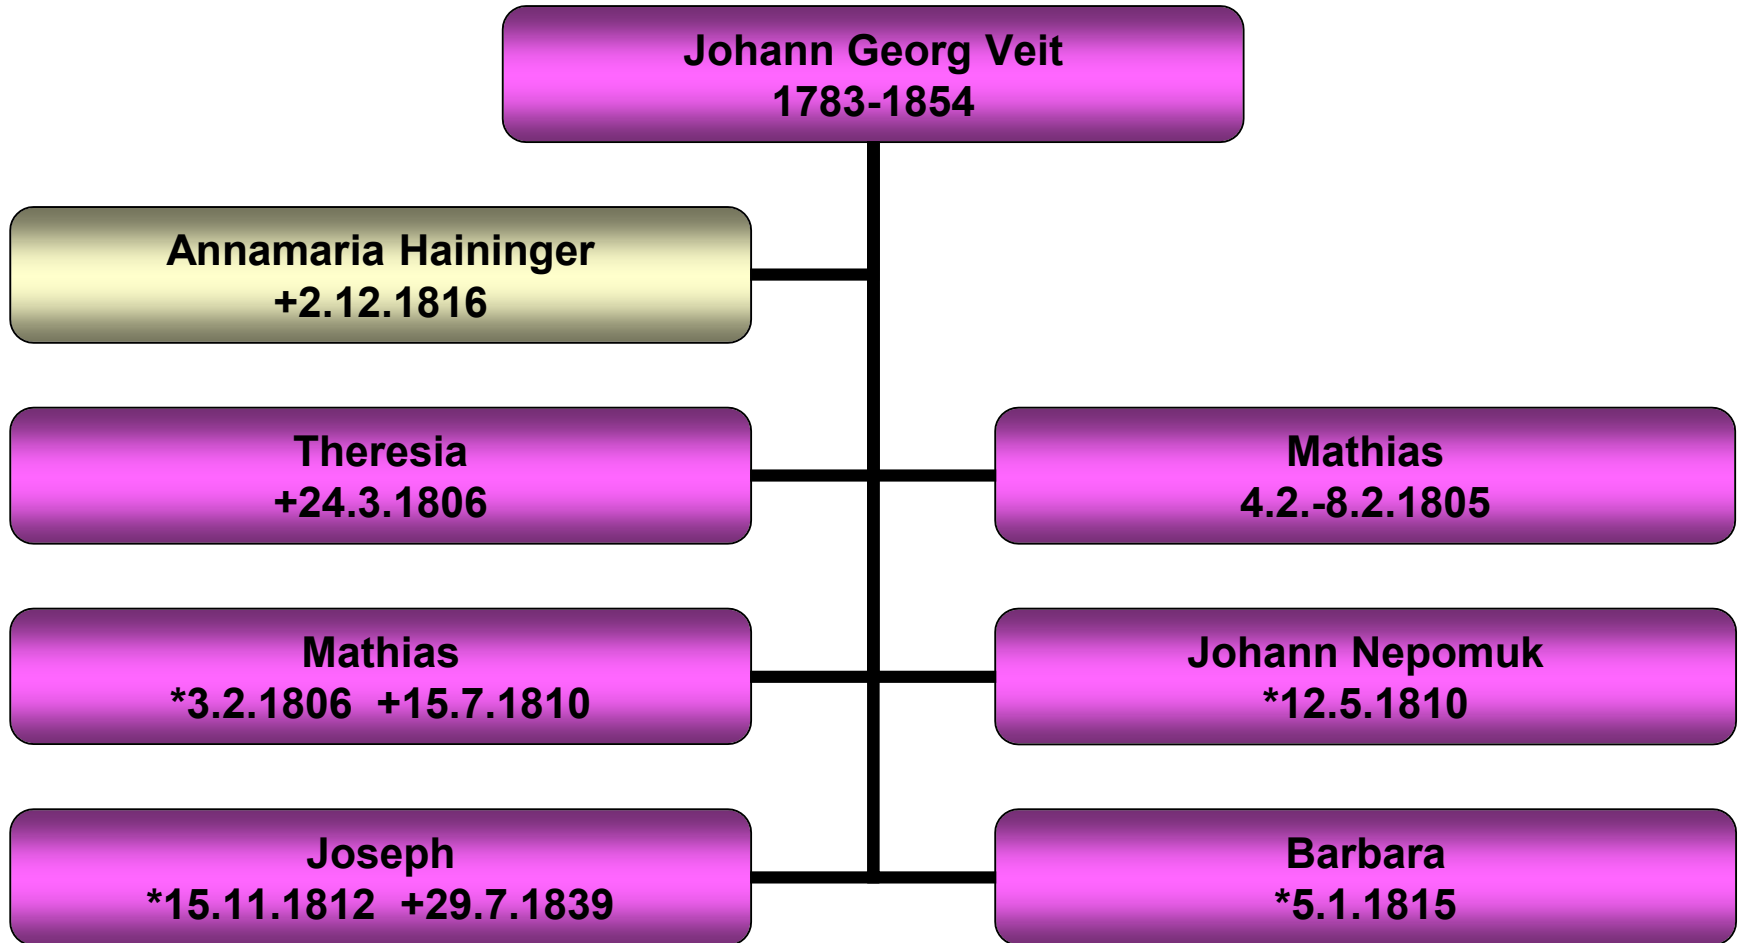 Johann Georg Veit
1783-1854
Annamaria Haininger
+2.12.1816
Theresia
+24.3.1806
Mathias
4.2.-8.2.1805
Mathias
*3.2.1806  +15.7.1810
Johann Nepomuk
*12.5.1810
Joseph
*15.11.1812  +29.7.1839
Barbara
*5.1.1815